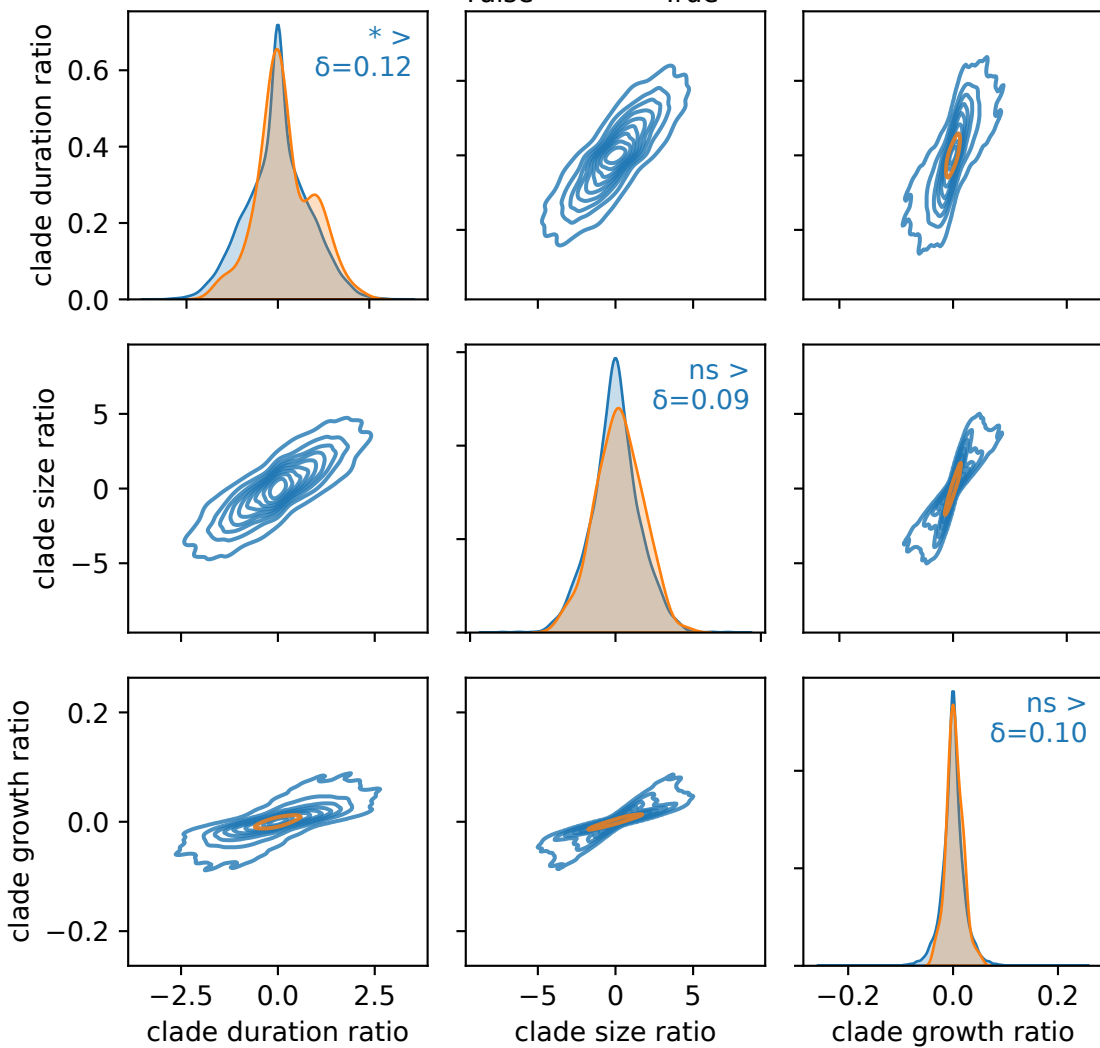 clade duration ratio
0.6
0.4
0.2
0.0
* >
δ=0.12
clade size ratio
5
0
−5
ns >
δ=0.09
clade growth ratio
0.2
0.0
−0.2
ns >
δ=0.10
−2.5 0.0 2.5
−5 0 5
−0.2 0.0 0.2
clade duration ratio
clade size ratio
clade growth ratio